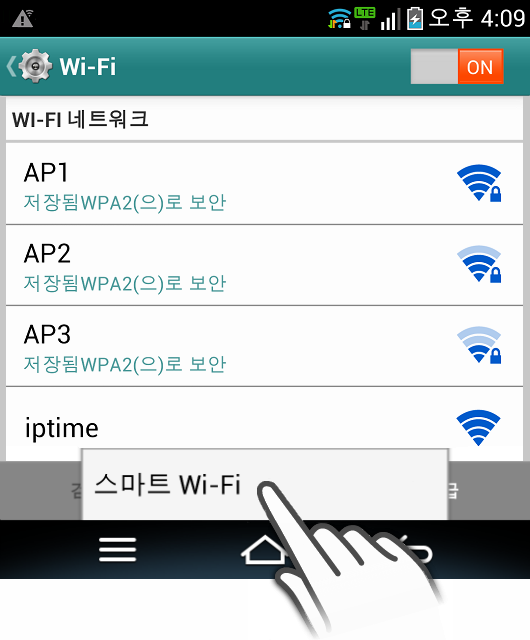 LTE 오후 4:09
Wi-Fi ON
WI-FI 네트워크
AP1
저장됨WPA2(으)로 보안
AP2
저장됨WPA2(으)로 보안
AP3
저장됨WPA2(으)로 보안
iptime
스마트 Wi-Fi
급